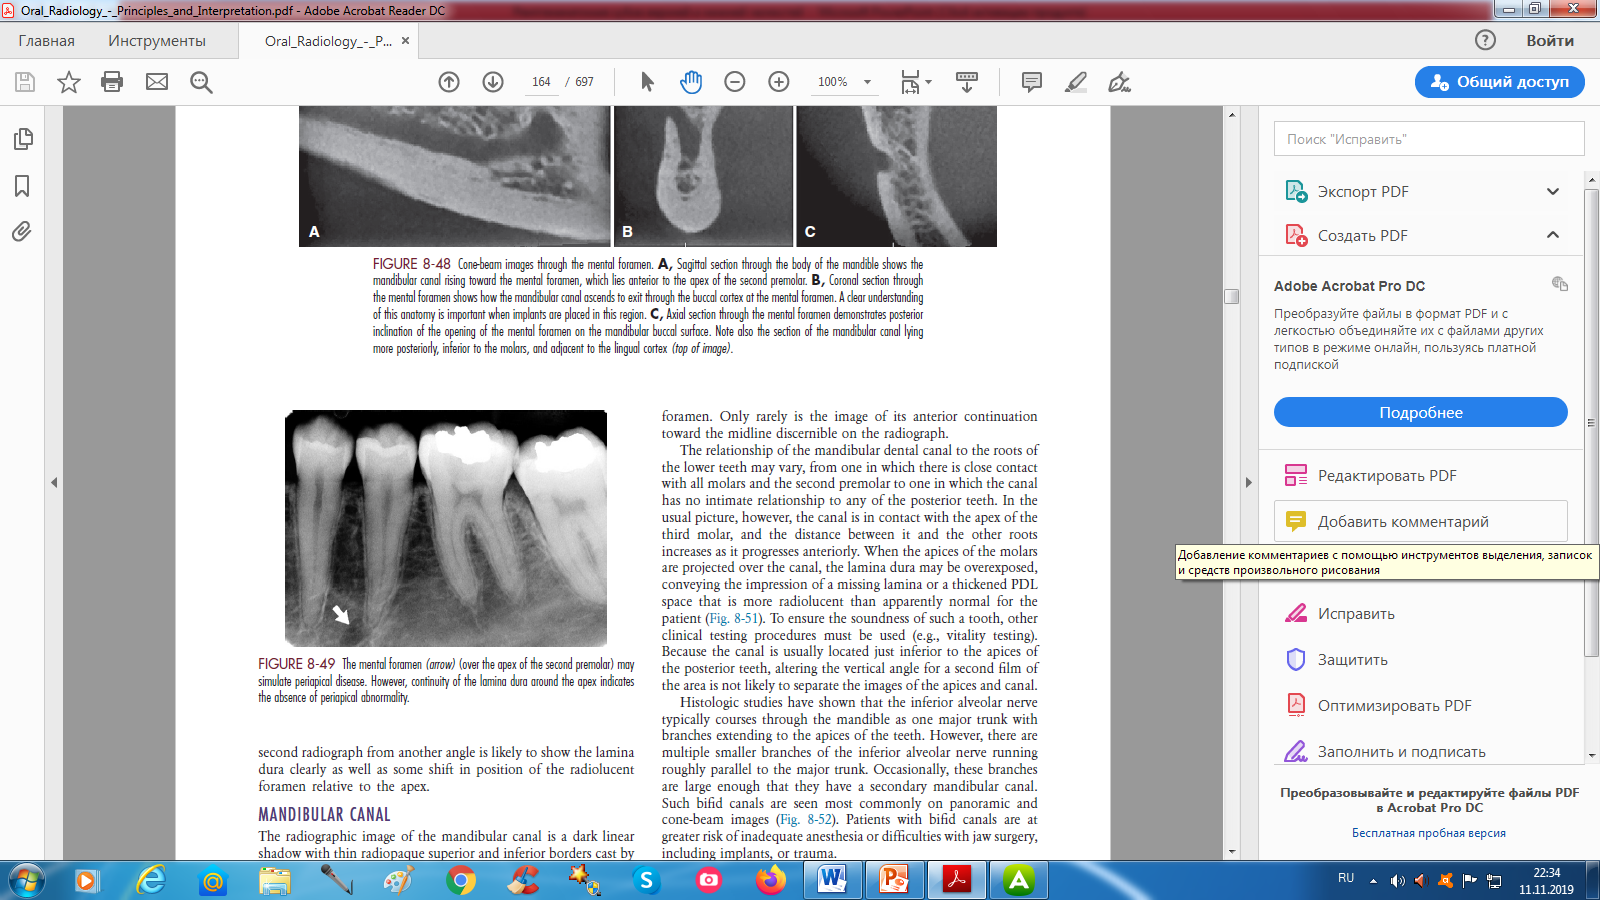 Oral_Radiology_-_Principles_and_Interpretation.pdf - Adobe Acrobat Reader DC
Главная
Инструменты
Oral_Radiology_-_P...
Войти
164 / 697
100%
Общий доступ
A
B
C
FIGURE 8-48 Cone-beam images through the mental foramen. A, Sagittal section through the body of the mandible shows the
mandibular canal rising toward the mental foramen, which lies anterior to the apex of the second premolar. B, Coronal section through
the mental foramen shows how the mandibular canal ascends to exit through the buccal cortex at the mental foramen. A clear understanding
of this anatomy is important when implants are placed in this region. C, Axial section through the mental foramen demonstrates posterior
inclination of the opening of the mental foramen on the mandibular buccal surface. Note also the section of the mandibular canal lying
more posteriorly, inferior to the molars, and adjacent to the lingual cortex (top of image).
FIGURE 8-49 The mental foramen (arrow) (over the apex of the second premolar) may
simulate periapical disease. However, continuity of the lamina dura around the apex indicates
the absence of periapical abnormality.
second radiograph from another angle is likely to show the lamina
dura clearly as well as some shift in position of the radiolucent
foramen relative to the apex.
MANDIBULAR CANAL
The radiographic image of the mandibular canal is a dark linear
shadow with thin radiopaque superior and inferior borders cast by
foramen. Only rarely is the image of its anterior continuation
toward the midline discernible on the radiograph.
The relationship of the mandibular dental canal to the roots of
the lower teeth may vary, from one in which there is close contact
with all molars and the second premolar to one in which the canal
has no intimate relationship to any of the posterior teeth. In the
usual picture, however, the canal is in contact with the apex of the
third molar, and the distance between it and the other roots
increases as it progresses anteriorly. When the apices of the molars
are projected over the canal, the lamina dura may be overexposed,
conveying the impression of a missing lamina or a thickened PDL
space that is more radiolucent than apparently normal for the
patient (Fig. 8-51). To ensure the soundness of such a tooth, other
clinical testing procedures must be used (e.g., vitality testing).
Because the canal is usually located just inferior to the apices of
the posterior teeth, altering the vertical angle for a second film of
the area is not likely to separate the images of the apices and canal.
Histologic studies have shown that the inferior alveolar nerve
typically courses through the mandible as one major trunk with
branches extending to the apices of the teeth. However, there are
multiple smaller branches of the inferior alveolar nerve running
roughly parallel to the major trunk. Occasionally, these branches
are large enough that they have a secondary mandibular canal.
Such bifid canals are seen most commonly on panoramic and
cone-beam images (Fig. 8-52). Patients with bifid canals are at
greater risk of inadequate anesthesia or difficulties with jaw surgery,
including implants, or trauma.
Поиск "Исправить"
Экспорт PDF
Создать PDF
Adobe Acrobat Pro DC
Преобразуйте файлы в формат PDF и с
легкостью объединяйте их с файлами других
типов в режиме онлайн, пользуясь платной
подпиской
Подробнее
Редактировать PDF
Добавить комментарий
Добавление комментариев с помощью инструментов выделения, записок
и средств произвольного рисования
Исправить
Защитить
Оптимизировать PDF
Заполнить и подписать
Преобразовывайте и редактируйте файлы PDF
в Acrobat Pro DC
Бесплатная пробная версия
RU
22:34
11.11.2019